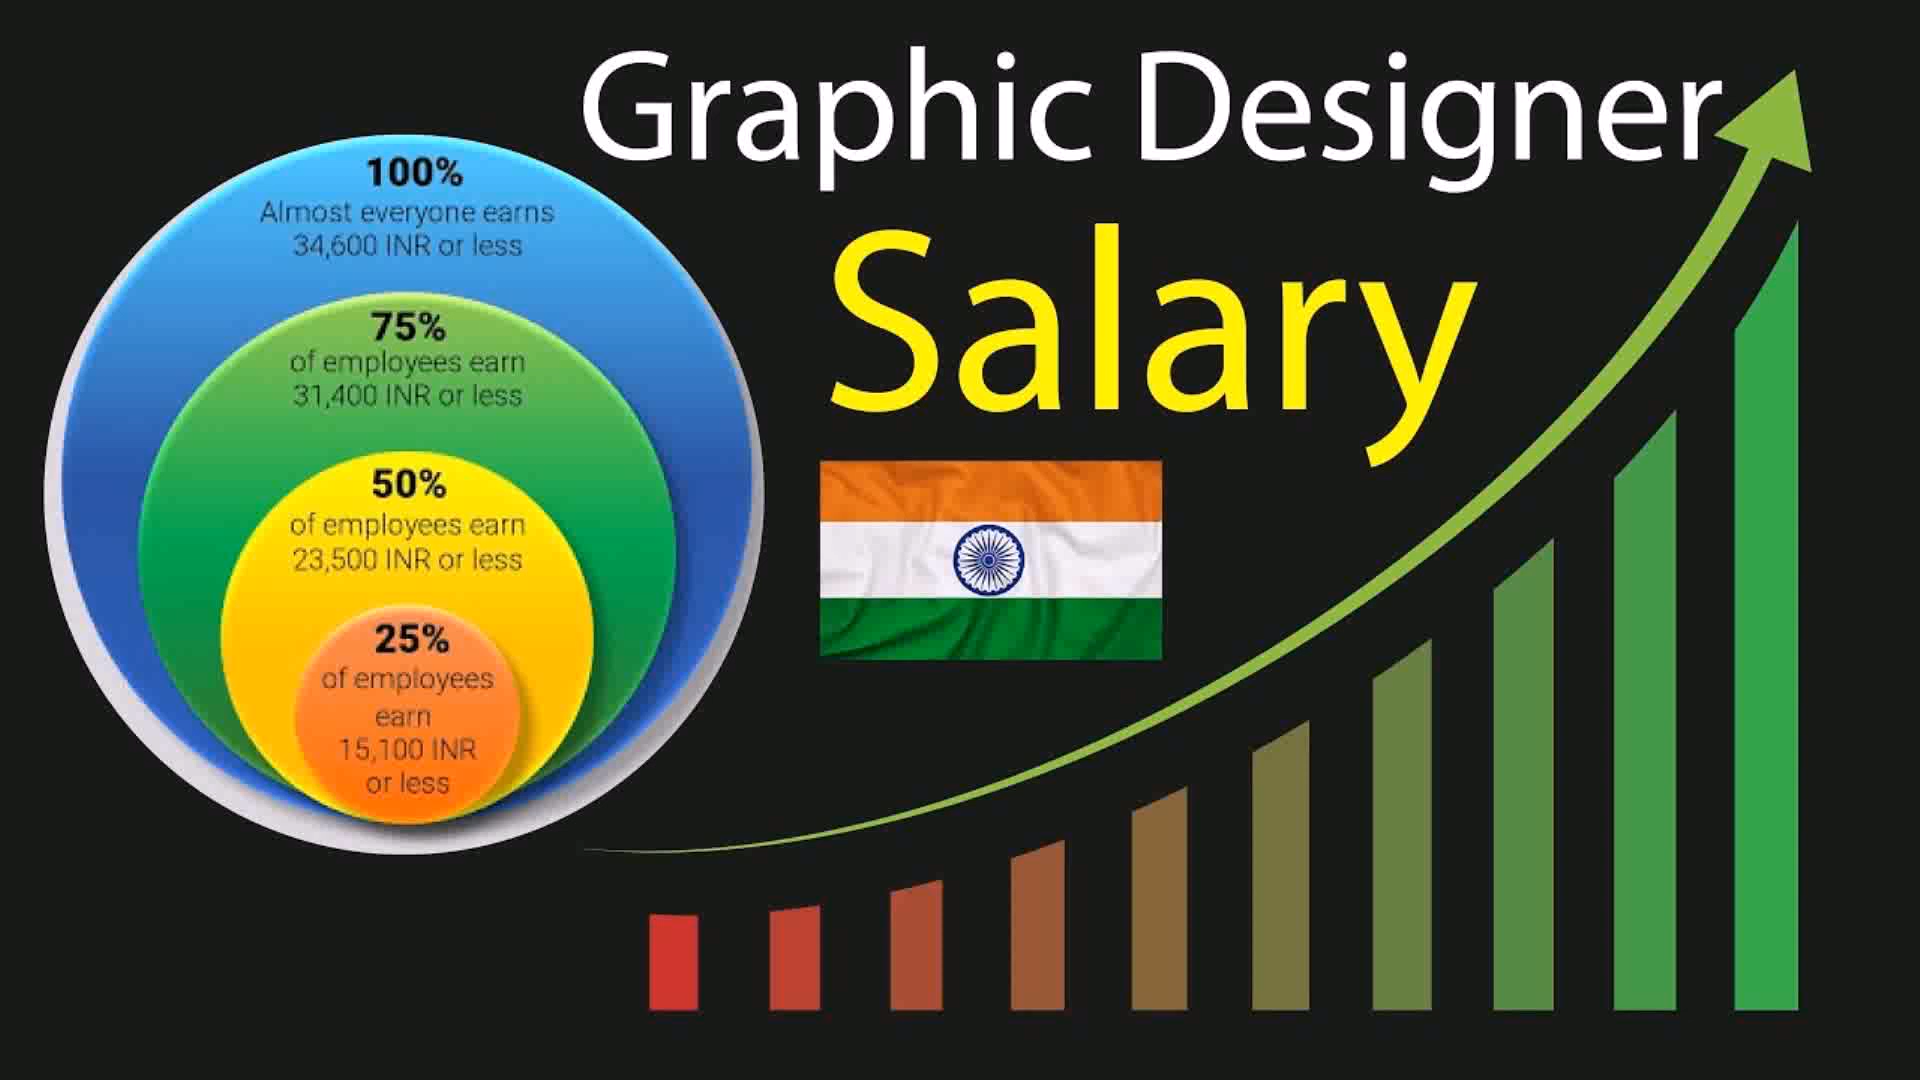 Graphic Designer
Salary
100%
Almost everyone earns
34,600 INR or less
75%
of employees earn
31,400 INR or less
50%
of employees earn
23,500 INR or less
25%
of employees
earn
15,100 INR
or less